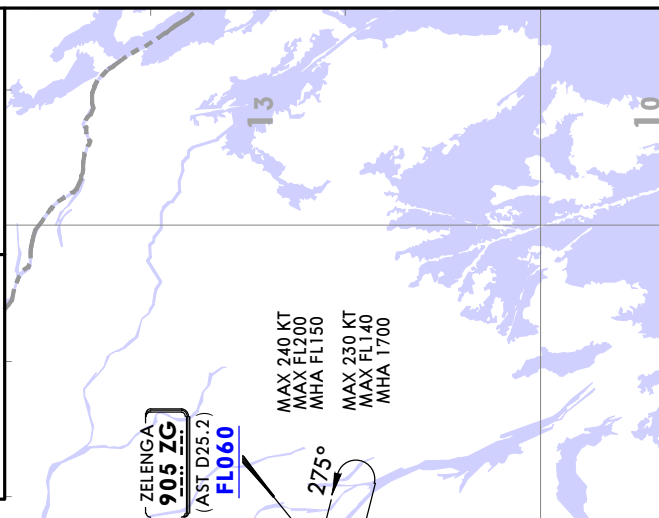 13
10
MAX 240 KT
MAX FL200
MHA FL150
MAX 230 KT
MAX FL140
MHA 1700
ZELENGA
905 ZG
(AST D25.2)
FL060
275°